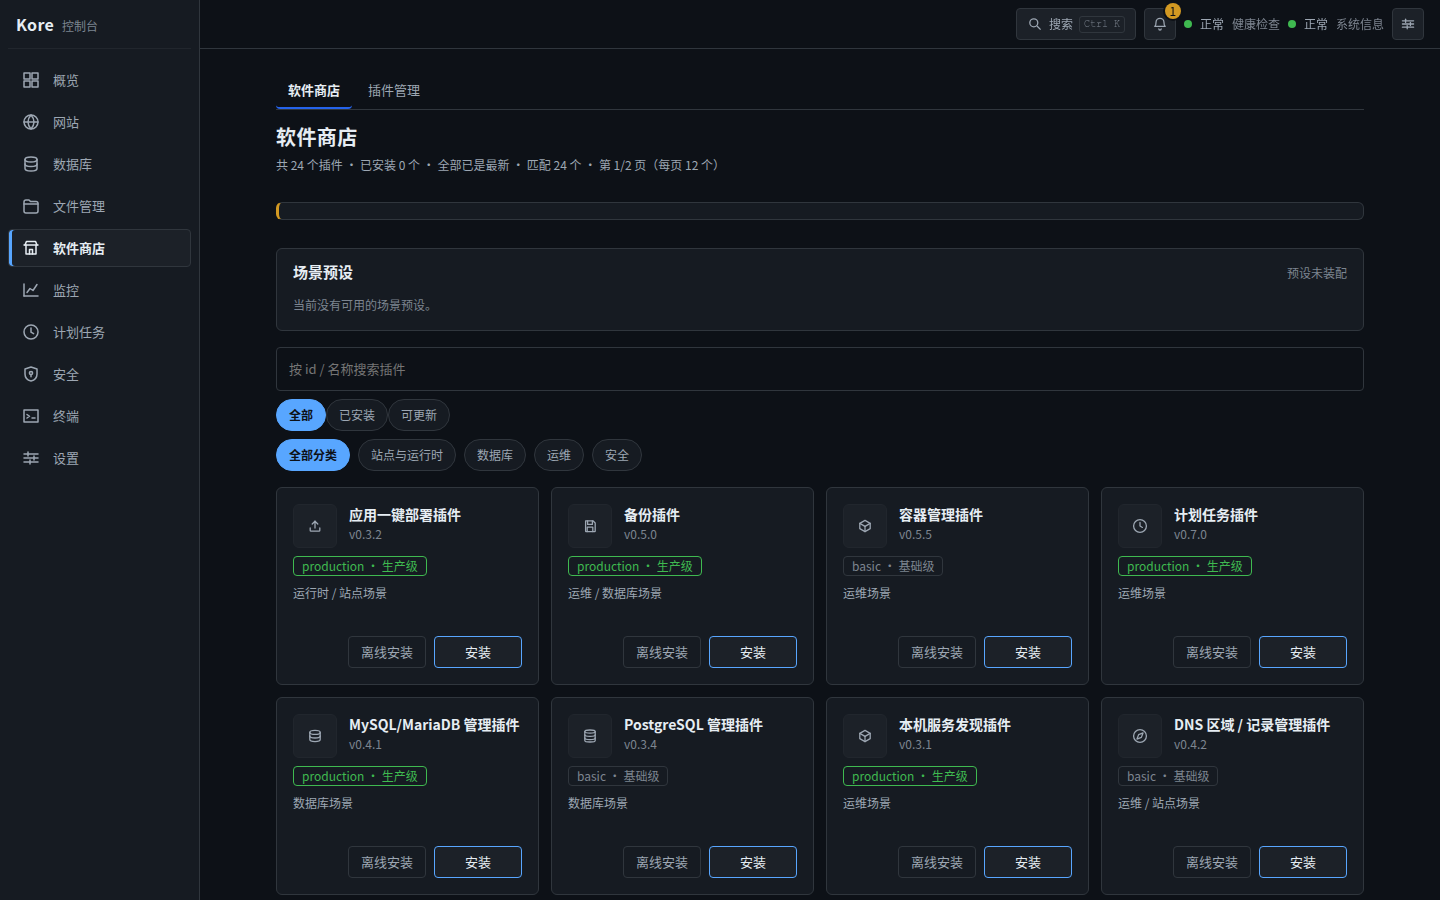 Kore 控制台
搜索 Ctrl K
1
正常 健康检查
正常 系统信息
概览
网站
数据库
文件管理
软件商店
监控
计划任务
安全
终端
设置
软件商店 插件管理
软件商店
共 24 个插件 · 已安装 0 个 · 全部已是最新 · 匹配 24 个 · 第 1/2 页（每页 12 个）
场景预设 预设未装配
当前没有可用的场景预设。
按 id / 名称搜索插件
全部 已安装 可更新
全部分类 站点与运行时 数据库 运维 安全
应用一键部署插件
v0.3.2
production · 生产级
运行时 / 站点场景
离线安装 安装
备份插件
v0.5.0
production · 生产级
运维 / 数据库场景
离线安装 安装
容器管理插件
v0.5.5
basic · 基础级
运维场景
离线安装 安装
计划任务插件
v0.7.0
production · 生产级
运维场景
离线安装 安装
MySQL/MariaDB 管理插件
v0.4.1
production · 生产级
数据库场景
离线安装 安装
PostgreSQL 管理插件
v0.3.4
basic · 基础级
数据库场景
离线安装 安装
本机服务发现插件
v0.3.1
production · 生产级
运维场景
离线安装 安装
DNS 区域 / 记录管理插件
v0.4.2
basic · 基础级
运维 / 站点场景
离线安装 安装